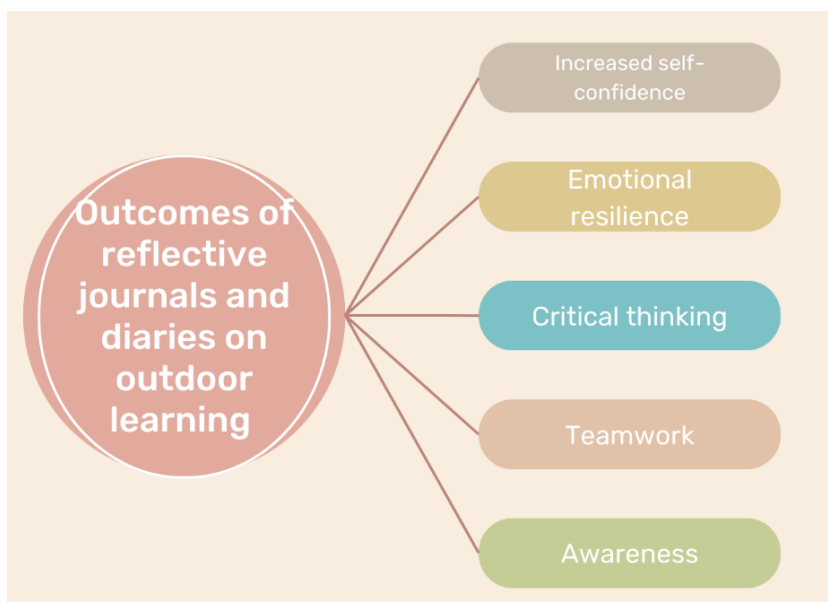 Outcomes of
reflective
journals and
diaries on
outdoor
learning
Increased self-
confidence
Emotional
resilience
Critical thinking
Teamwork
Awareness